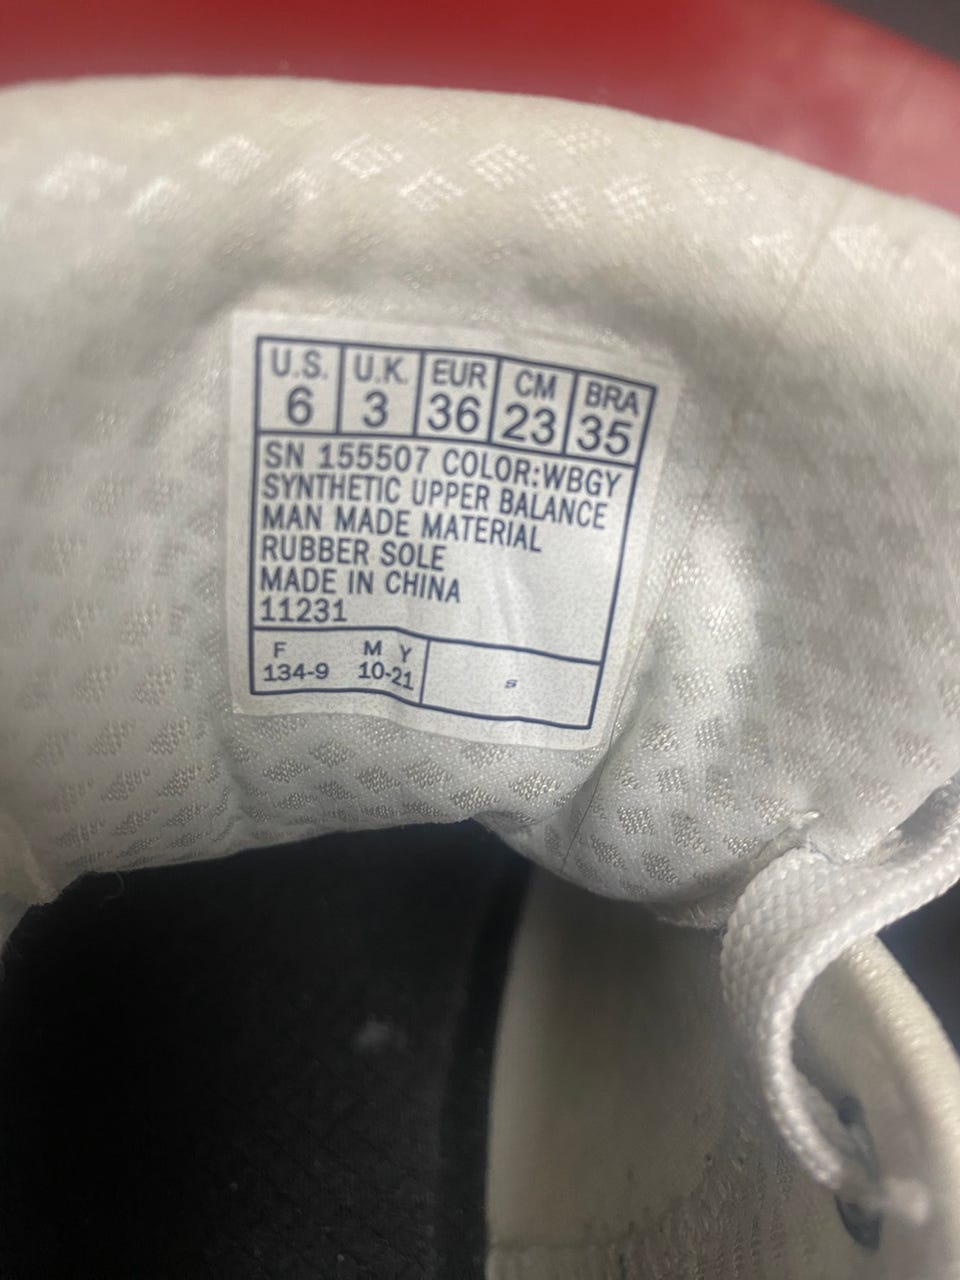 U.S. U.K. EUR CM BRA
6 3 36 23 35
SN 155507 COLOR:WBGY
SYNTHETIC UPPER BALANCE
MAN MADE MATERIAL
RUBBER SOLE
MADE IN CHINA
11231
F M Y
134-9 10-21
s